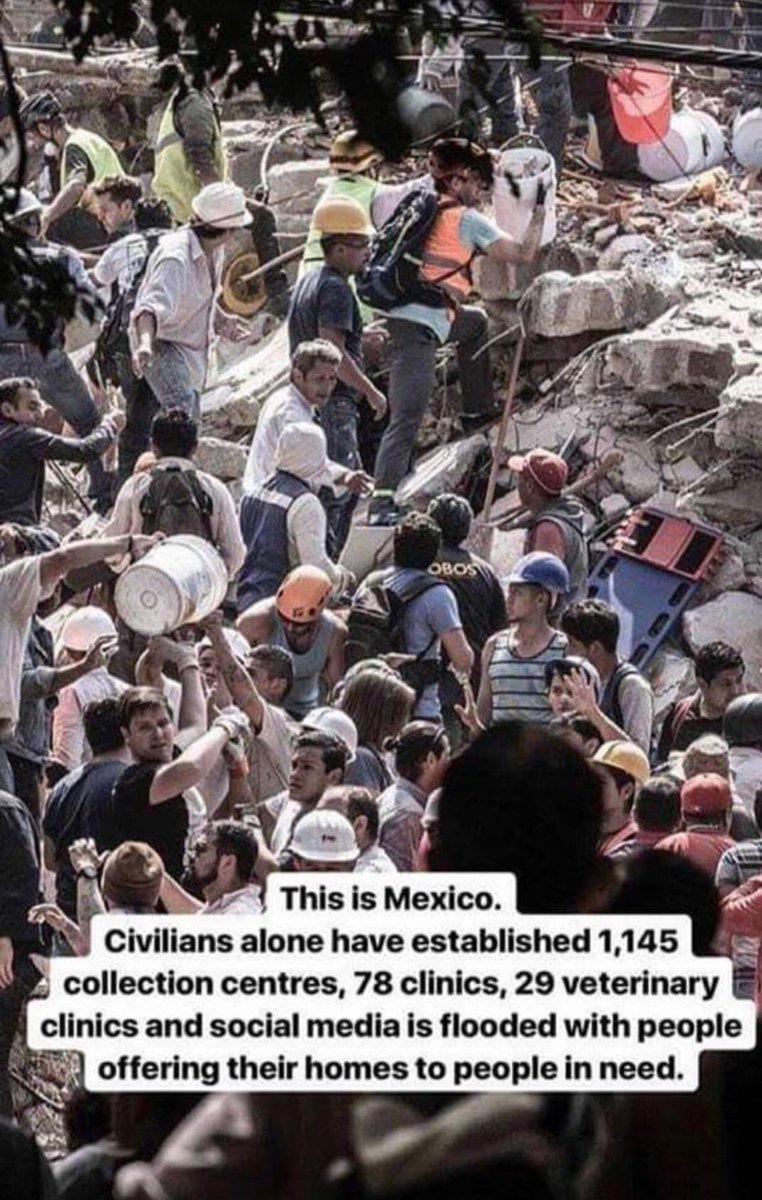 OBOS
This is Mexico.
Civilians alone have established 1,145
collection centres, 78 clinics, 29 veterinary
clinics and social media is flooded with people
offering their homes to people in need.